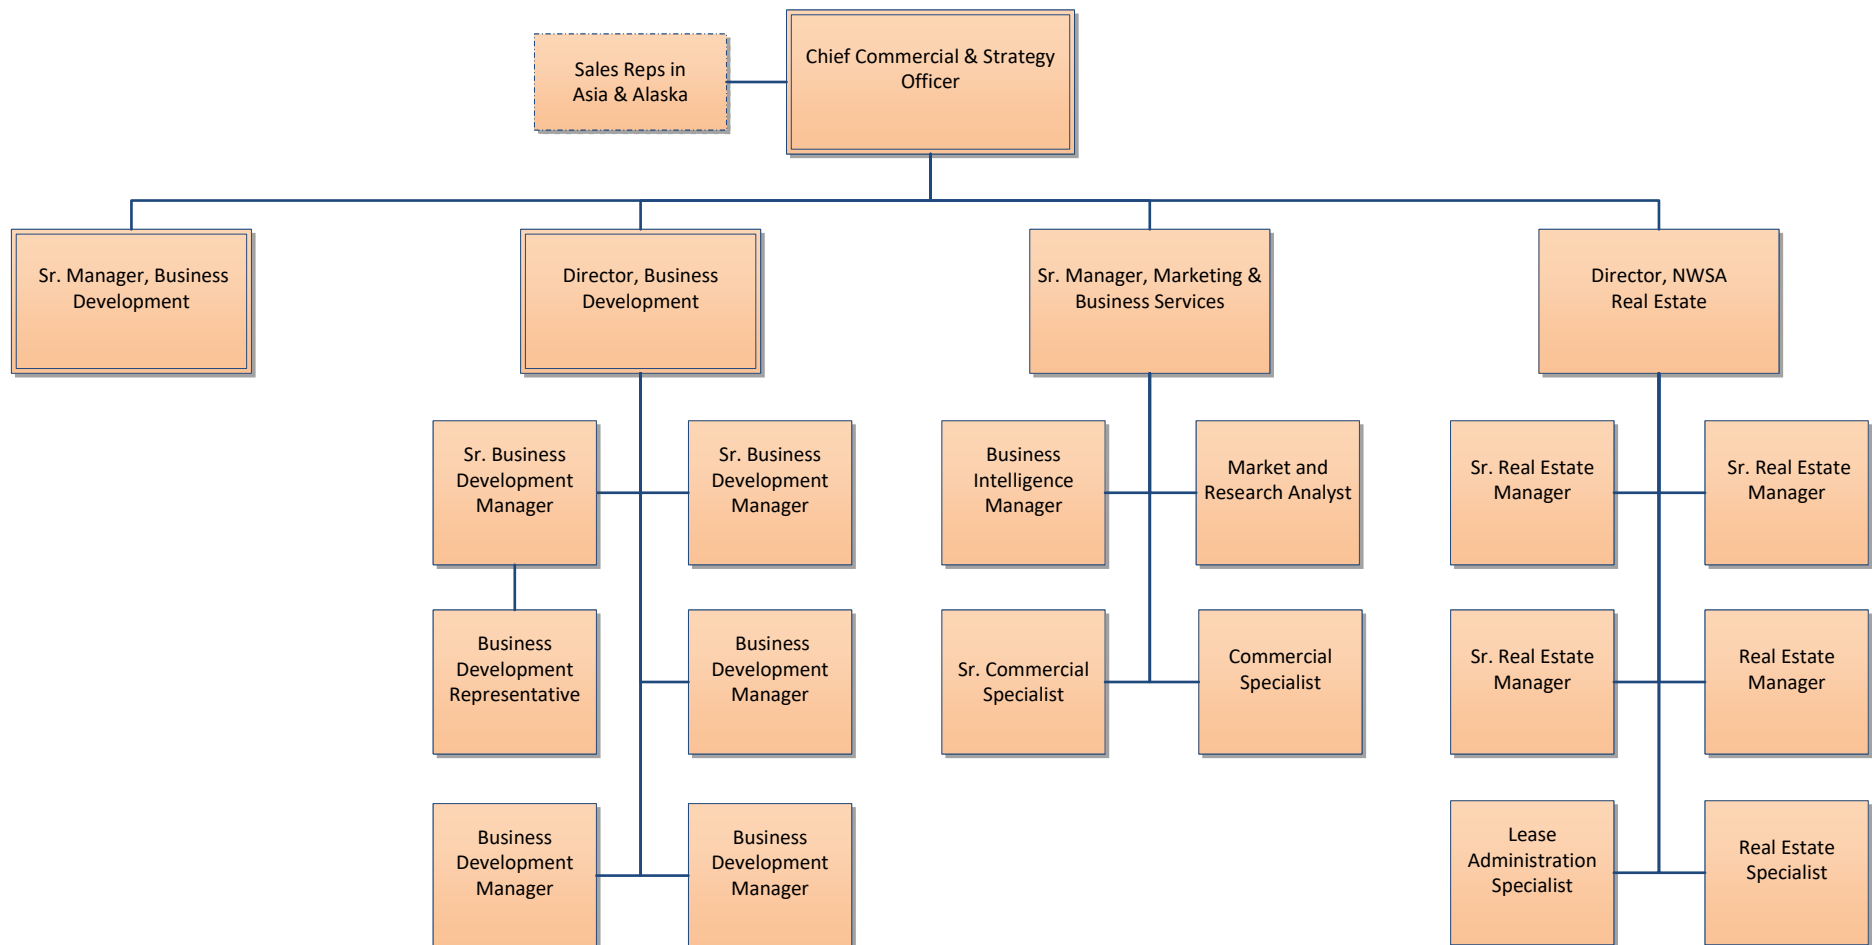 Sales Reps in
Asia & Alaska
Chief Commercial & Strategy
Officer
Sr. Manager, Business
Development
Director, Business
Development
Sr. Manager, Marketing &
Business Services
Director, NWSA
Real Estate
Sr. Business
Development
Manager
Sr. Business
Development
Manager
Business
Intelligence
Manager
Market and
Research Analyst
Sr. Real Estate
Manager
Sr. Real Estate
Manager
Business
Development
Representative
Business
Development
Manager
Sr. Commercial
Specialist
Commercial
Specialist
Sr. Real Estate
Manager
Real Estate
Manager
Business
Development
Manager
Business
Development
Manager
Lease
Administration
Specialist
Real Estate
Specialist